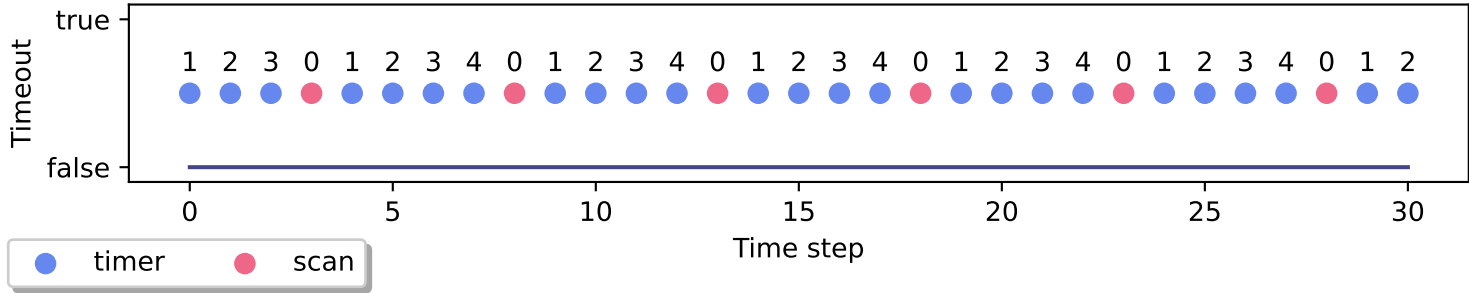 true
1 2 3 0 1 2 3 4 0 1 2 3 4 0 1 2 3 4 0 1 2 3 4 0 1 2 3 4 0 1 2
Timeout
false
0 5 10 15 20 25 30
Time step
timer scan